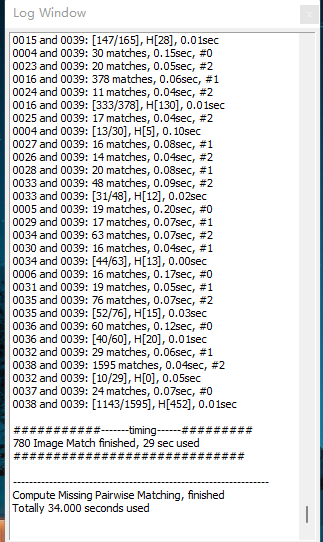 Log Window
x
0015 and 0039: [147/165], H[28], 0.01sec
0004 and 0039: 30 matches, 0.15sec, #0
0023 and 0039: 20 matches, 0.05sec, #2
0016 and 0039: 378 matches, 0.06sec, #1
0024 and 0039: 11 matches, 0.04sec, #2
0016 and 0039: [333/378], H[130], 0.01sec
0025 and 0039: 17 matches, 0.04sec, #2
0004 and 0039: [13/30], H[5], 0.10sec
0027 and 0039: 16 matches, 0.08sec, #1
0026 and 0039: 14 matches, 0.04sec, #2
0028 and 0039: 20 matches, 0.08sec, #1
0033 and 0039: 48 matches, 0.09sec, #2
0033 and 0039: [31/48], H[12], 0.02sec
0005 and 0039: 19 matches, 0.20sec, #0
0029 and 0039: 17 matches, 0.07sec, #1
0034 and 0039: 63 matches, 0.07sec, #2
0030 and 0039: 16 matches, 0.04sec, #1
0034 and 0039: [44/63], H[13], 0.00sec
0006 and 0039: 16 matches, 0.17sec, #0
0031 and 0039: 19 matches, 0.05sec, #1
0035 and 0039: 76 matches, 0.07sec, #2
0035 and 0039: [52/76], H[15], 0.03sec
0036 and 0039: 60 matches, 0.12sec, #0
0036 and 0039: [40/60], H[20], 0.01sec
0032 and 0039: 29 matches, 0.06sec, #1
0038 and 0039: 1595 matches, 0.04sec, #2
0032 and 0039: [10/29], H[0], 0.05sec
0037 and 0039: 24 matches, 0.07sec, #0
0038 and 0039: [1143/1595], H[452], 0.01sec
###########-------timing------#########
780 Image Match finished, 29 sec used
#############################
----------------------------------------------------------------
Compute Missing Pairwise Matching, finished
Totally 34.000 seconds used